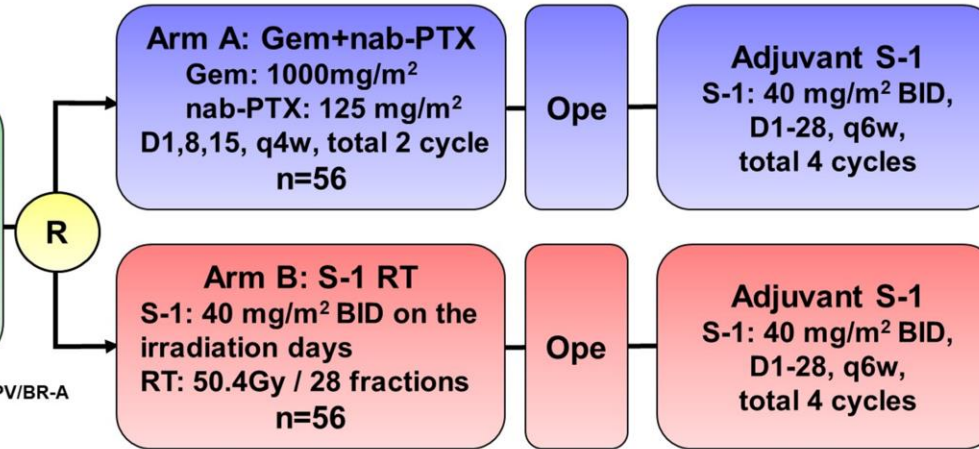 Arm A: Gem+nab-PTX
Gem: 1000mg/m²
nab-PTX: 125 mg/m²
D1,8,15, q4w, total 2 cycle
n=56
Ope
Adjuvant S-1
S-1: 40 mg/m² BID,
D1-28, q6w,
total 4 cycles
R
Arm B: S-1 RT
S-1: 40 mg/m² BID on the
irradiation days
RT: 50.4Gy / 28 fractions
n=56
Ope
Adjuvant S-1
S-1: 40 mg/m² BID,
D1-28, q6w,
total 4 cycles
PV/BR-A